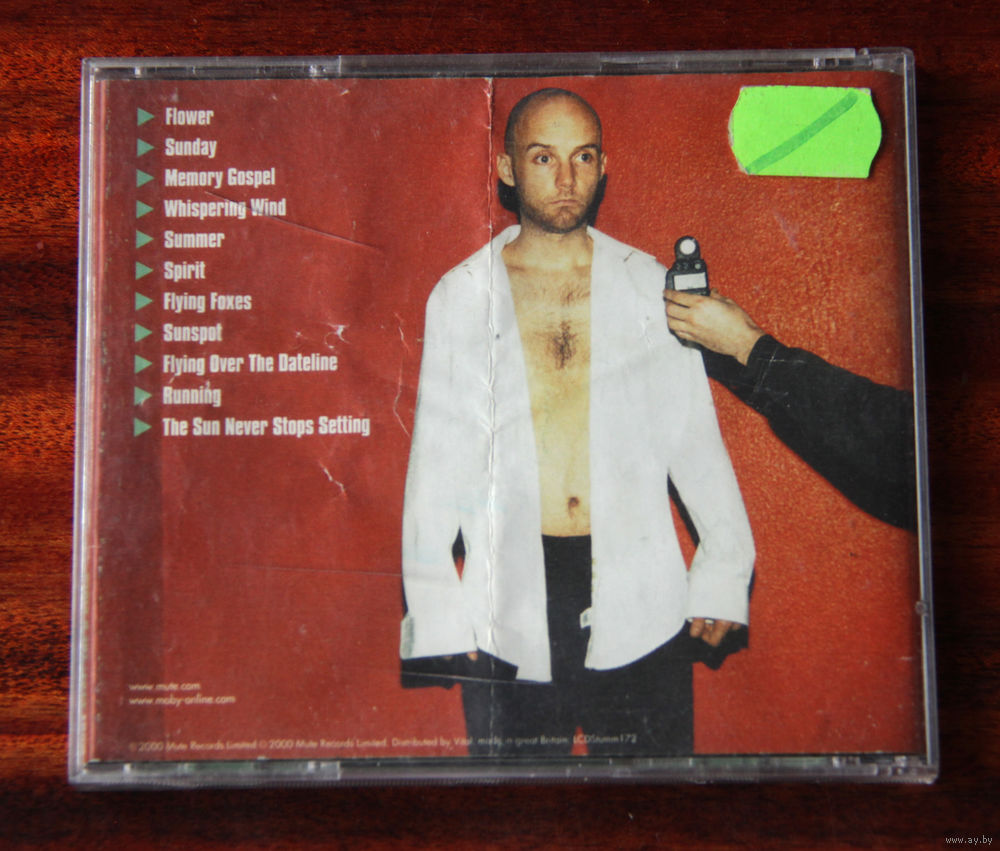 Flower
Sunday
Memory Gospel
Whispering Wind
Summer
Spirit
Flying Foxes
Sunspot
Flying Over The Dateline
Running
The Sun Never Stops Setting
www.mute.com
www.moby-online.com
℗ 2000 Mute Records Limited © 2000 Mute Records Limited. Distributed by Vital. made in great Britain. LCDStumm172
www.ay.by